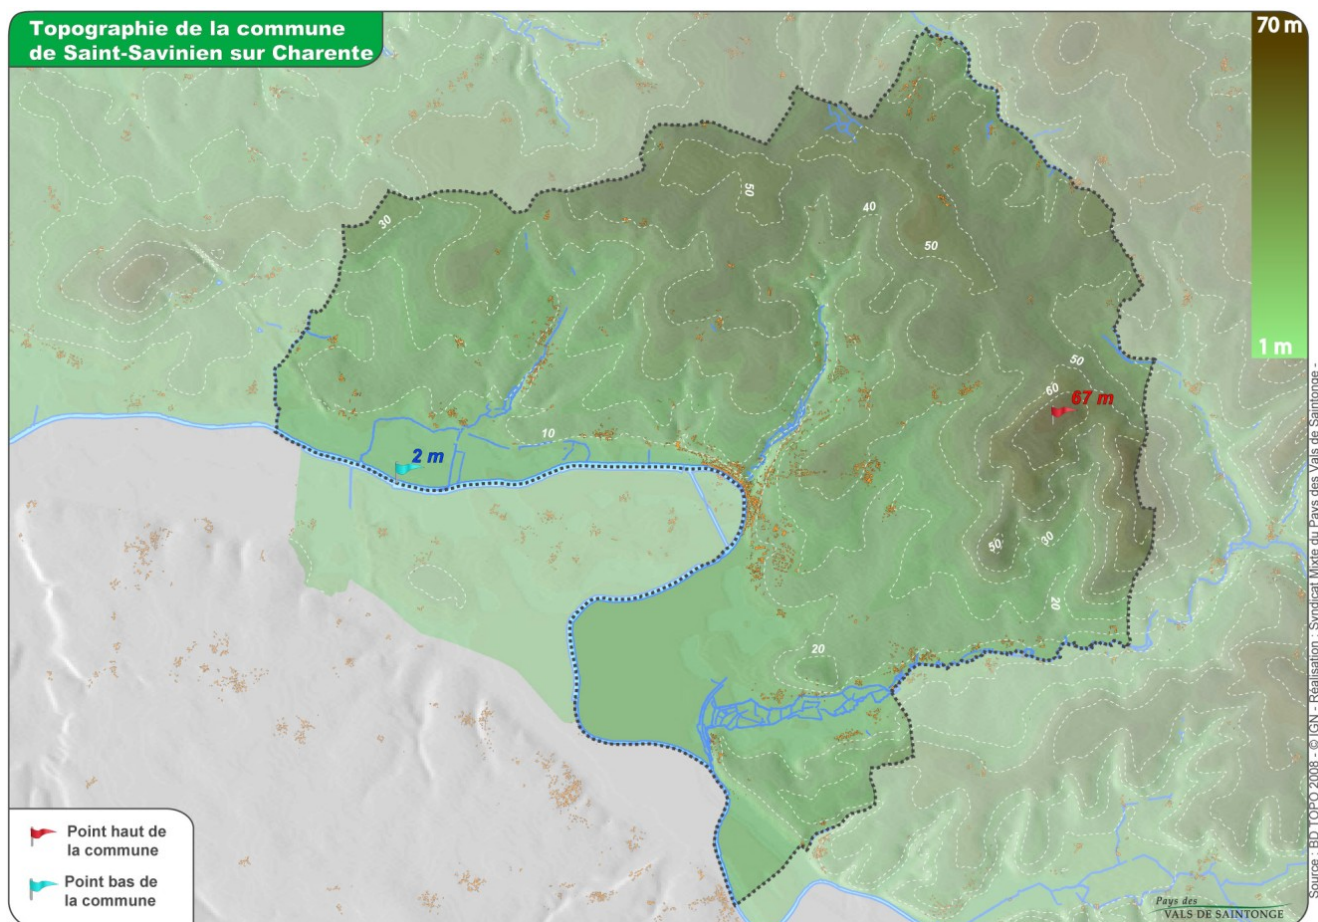 Topographie de la commune
de Saint-Savinien sur Charente
70 m
1 m
30
50
40
50
50
60
67 m
10
2 m
50
30
20
20
Point haut de
la commune
Point bas de
la commune
Pays des
VALS DE SAINTONGE
Source : BD TOPO 2008 - © IGN - Réalisation : Syndicat Mixte du Pays des Vals de Saintonge -